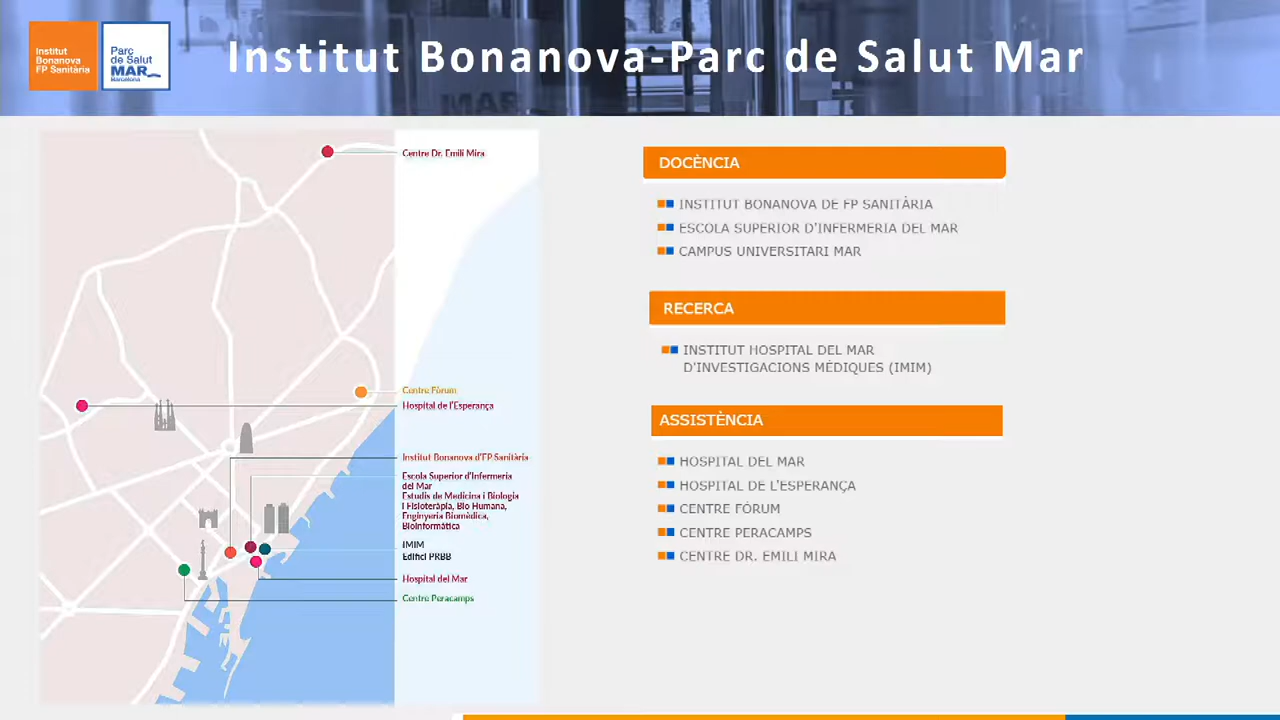 Institut
Bonanova
FP Sanitària
Parc
de Salut
MAR
Barcelona
Institut Bonanova-Parc de Salut Mar
MAR
Centre Dr. Emili Mira
Centre Fòrum
Hospital de l'Esperança
Institut Bonanova d'FP Sanitària
Escola Superior d'Infermeria
del Mar
Estudis de Medicina i Biologia
i Fisioteràpia, Bio Humana,
Enginyeria Biomèdica,
Bioinformàtica
IMIM
Edifici PRBB
Hospital del Mar
Centre Peracamps
DOCÈNCIA
INSTITUT BONANOVA DE FP SANITÀRIA
ESCOLA SUPERIOR D'INFERMERIA DEL MAR
CAMPUS UNIVERSITARI MAR
RECERCA
INSTITUT HOSPITAL DEL MAR
D'INVESTIGACIONS MÈDIQUES (IMIM)
ASSISTÈNCIA
HOSPITAL DEL MAR
HOSPITAL DE L'ESPERANÇA
CENTRE FÒRUM
CENTRE PERACAMPS
CENTRE DR. EMILI MIRA